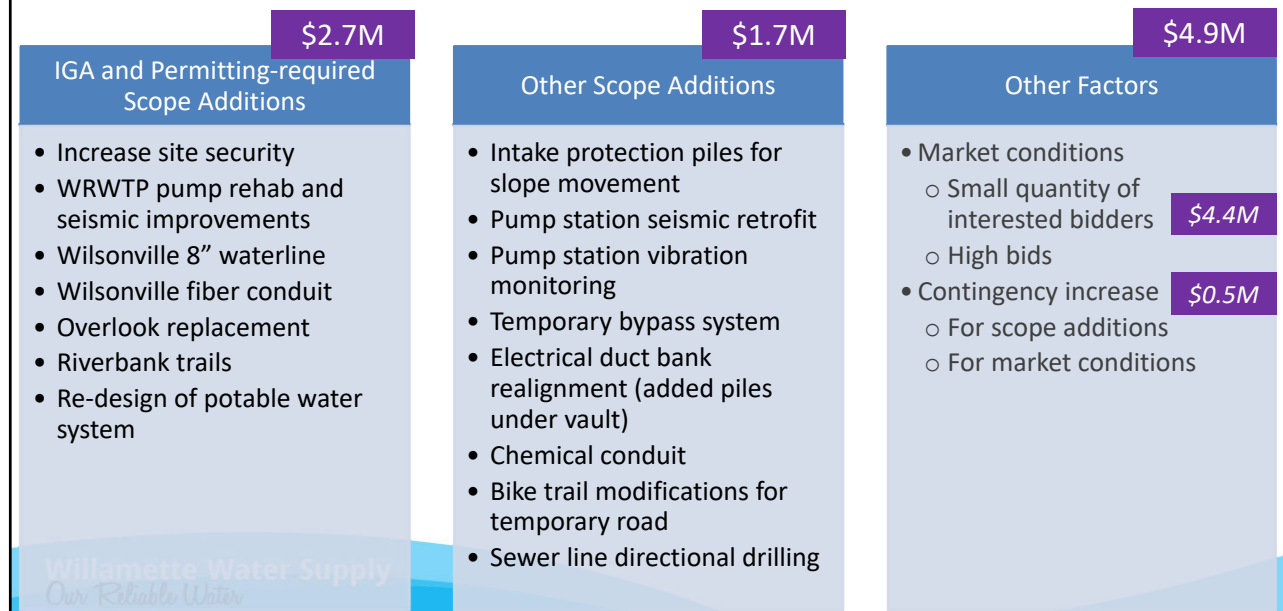 $2.7M
IGA and Permitting-required
Scope Additions
• Increase site security
• WRWTP pump rehab and
seismic improvements
• Wilsonville 8” waterline
• Wilsonville fiber conduit
• Overlook replacement
• Riverbank trails
• Re-design of potable water
system
$1.7M
Other Scope Additions
• Intake protection piles for
slope movement
• Pump station seismic retrofit
• Pump station vibration
monitoring
• Temporary bypass system
• Electrical duct bank
realignment (added piles
under vault)
• Chemical conduit
• Bike trail modifications for
temporary road
• Sewer line directional drilling
$4.9M
Other Factors
• Market conditions
o Small quantity of
interested bidders
$4.4M
o High bids
• Contingency increase
$0.5M
o For scope additions
o For market conditions
Willamette Water Supply
Our Reliable Water